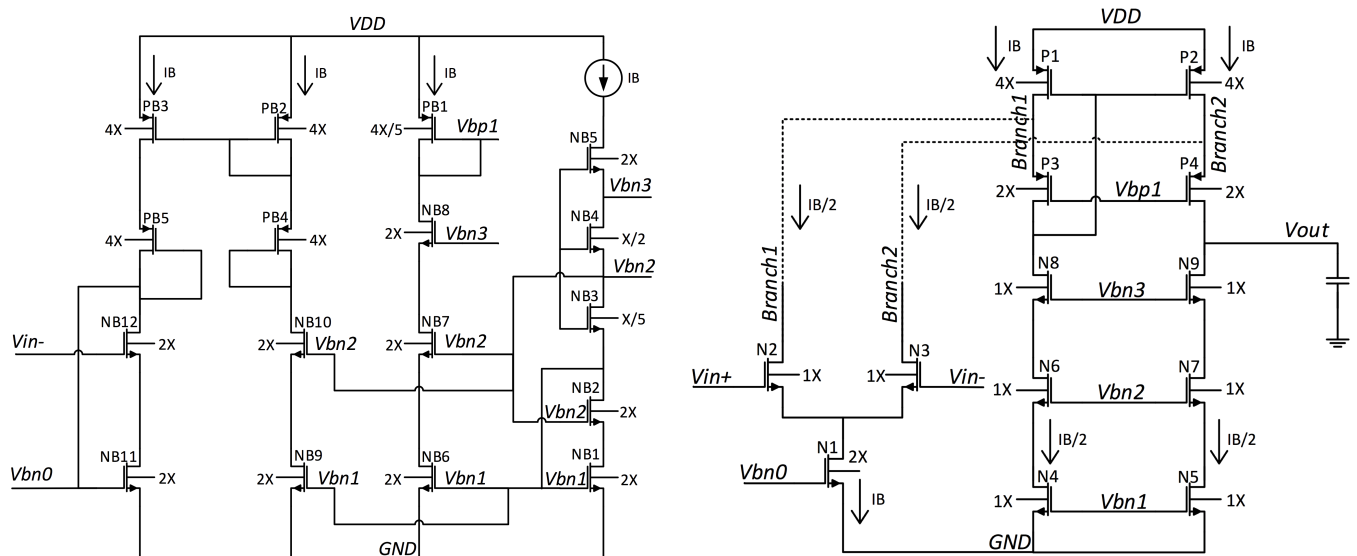 VDD
IB
IB
IB
IB
PB3
PB2
PB1
4X
4X
4X/5
Vbp1
NB5
2X
Vbn3
PB5
PB4
NB8
NB4
4X
4X
2X
Vbn3
X/2
Vbn2
NB3
X/5
NB12
NB10
NB7
Vin-
2X
2X
Vbn2
2X
Vbn2
NB2
Vbn2
2X
NB11
NB9
NB6
NB1
Vbn0
2X
2X
Vbn1
2X
Vbn1
Vbn1
2X
GND
VDD
IB
IB
P1
P2
4X
4X
Branch1
Branch2
P3
P4
2X
Vbp1
2X
IB/2
IB/2
Vout
Branch1
Branch2
N8
N9
1X
Vbn3
1X
N2
N3
Vin+
1X
1X
Vin-
N6
N7
1X
Vbn2
1X
N1
2X
Vbn0
IB
IB/2
IB/2
N4
N5
1X
Vbn1
1X
GND